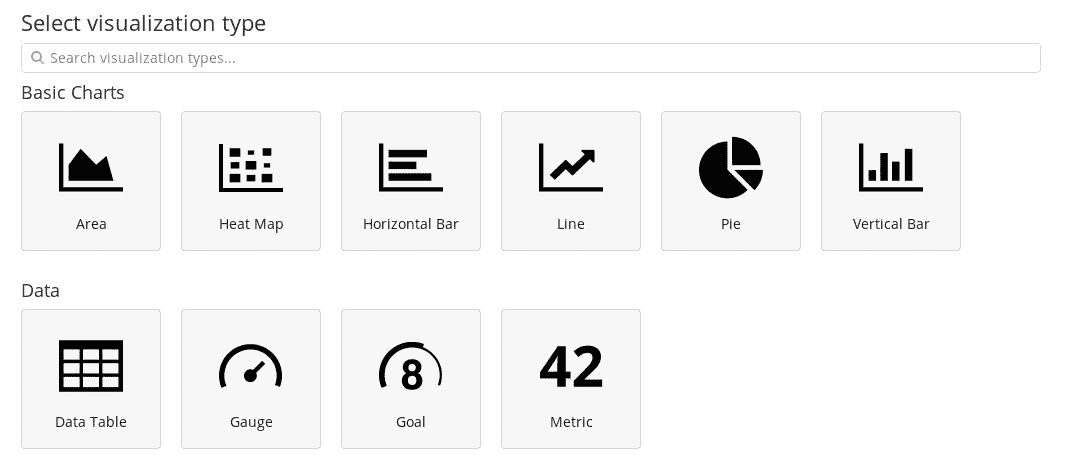 Select visualization type
Search visualization types...
Basic Charts
Area
Heat Map
Horizontal Bar
Line
Pie
Vertical Bar
Data
8
42
Data Table
Gauge
Goal
Metric